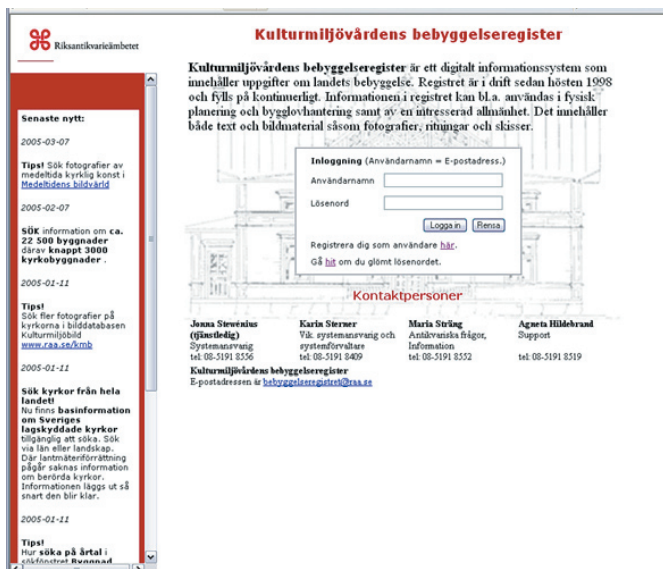 Riksantikvarieämbetet
Senaste nytt:
2005-03-07
Tips! Sök fotografier av
medeltida kyrklig konst i
Medeltidens bildvärld
2005-02-07
SÖK information om ca.
22 500 byggnader
därav knappt 3000
kyrkobyggnader .
2005-01-11
Tips!
Sök fler fotografier på
kyrkorna i bilddatabasen
Kulturmiljöbild
www.raa.se/kmb
2005-01-11
Sök kyrkor från hela
landet!
Nu finns basinformation
om Sveriges
lagskyddade kyrkor
tillgänglig att söka. Sök
via län eller landskap.
Där lantmäteriförrättning
pågår saknas information
om berörda kyrkor.
Informationen läggs ut så
snart den blir klar.
2005-01-11
Tips!
Hur söka på årtal i
sökfönstret Byggnad
Kulturmiljövårdens bebyggelseregister
Kulturmiljövårdens bebyggelseregister är ett digitalt informationssystem som
innehåller uppgifter om landets bebyggelse. Registret är i drift sedan hösten 1998
och fylls på kontinuerligt. Informationen i registret kan bl.a. användas i fysisk
planering och bygglovhantering samt av en intresserad allmänhet. Det innehåller
både text och bildmaterial såsom fotografier, ritningar och skisser.
Inloggning (Användarnamn = E-postadress.)
Användarnamn
Lösenord
Logga in Rensa
Registrera dig som användare här.
Gå hit om du glömt lösenordet.
Kontaktpersoner
Jonna Stewénius Karin Sterner Maria Sträng Agneta Hildebrand
(tjänstledig) Vik. systemansvarig och Antikvariska frågor, Support
Systemansvarig systemförvaltare Information
tel: 08-5191 8556 tel: 08-5191 8409 tel: 08-5191 8552 tel: 08-5191 8519
Kulturmiljövårdens bebyggelseregister
E-postadressen är bebyggelseregistret@raa.se